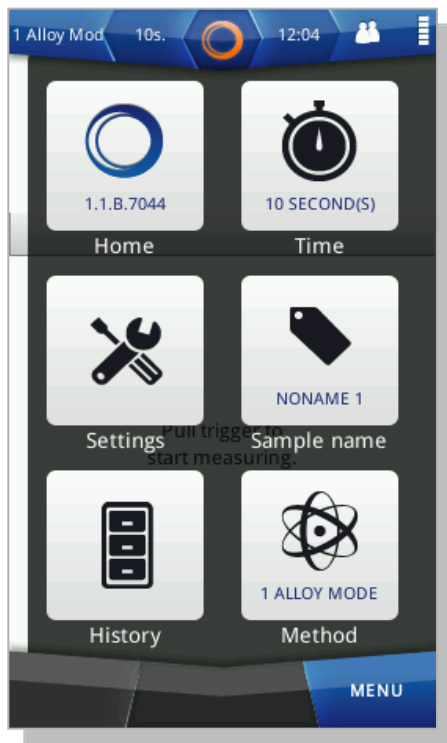 1 Alloy Mod 10s. 12:04
1.1.B.7044 10 SECOND(S)
Home Time
NONAME 1
Pull trigger to
Settings Sample name
start measuring.
1 ALLOY MODE
History Method
MENU